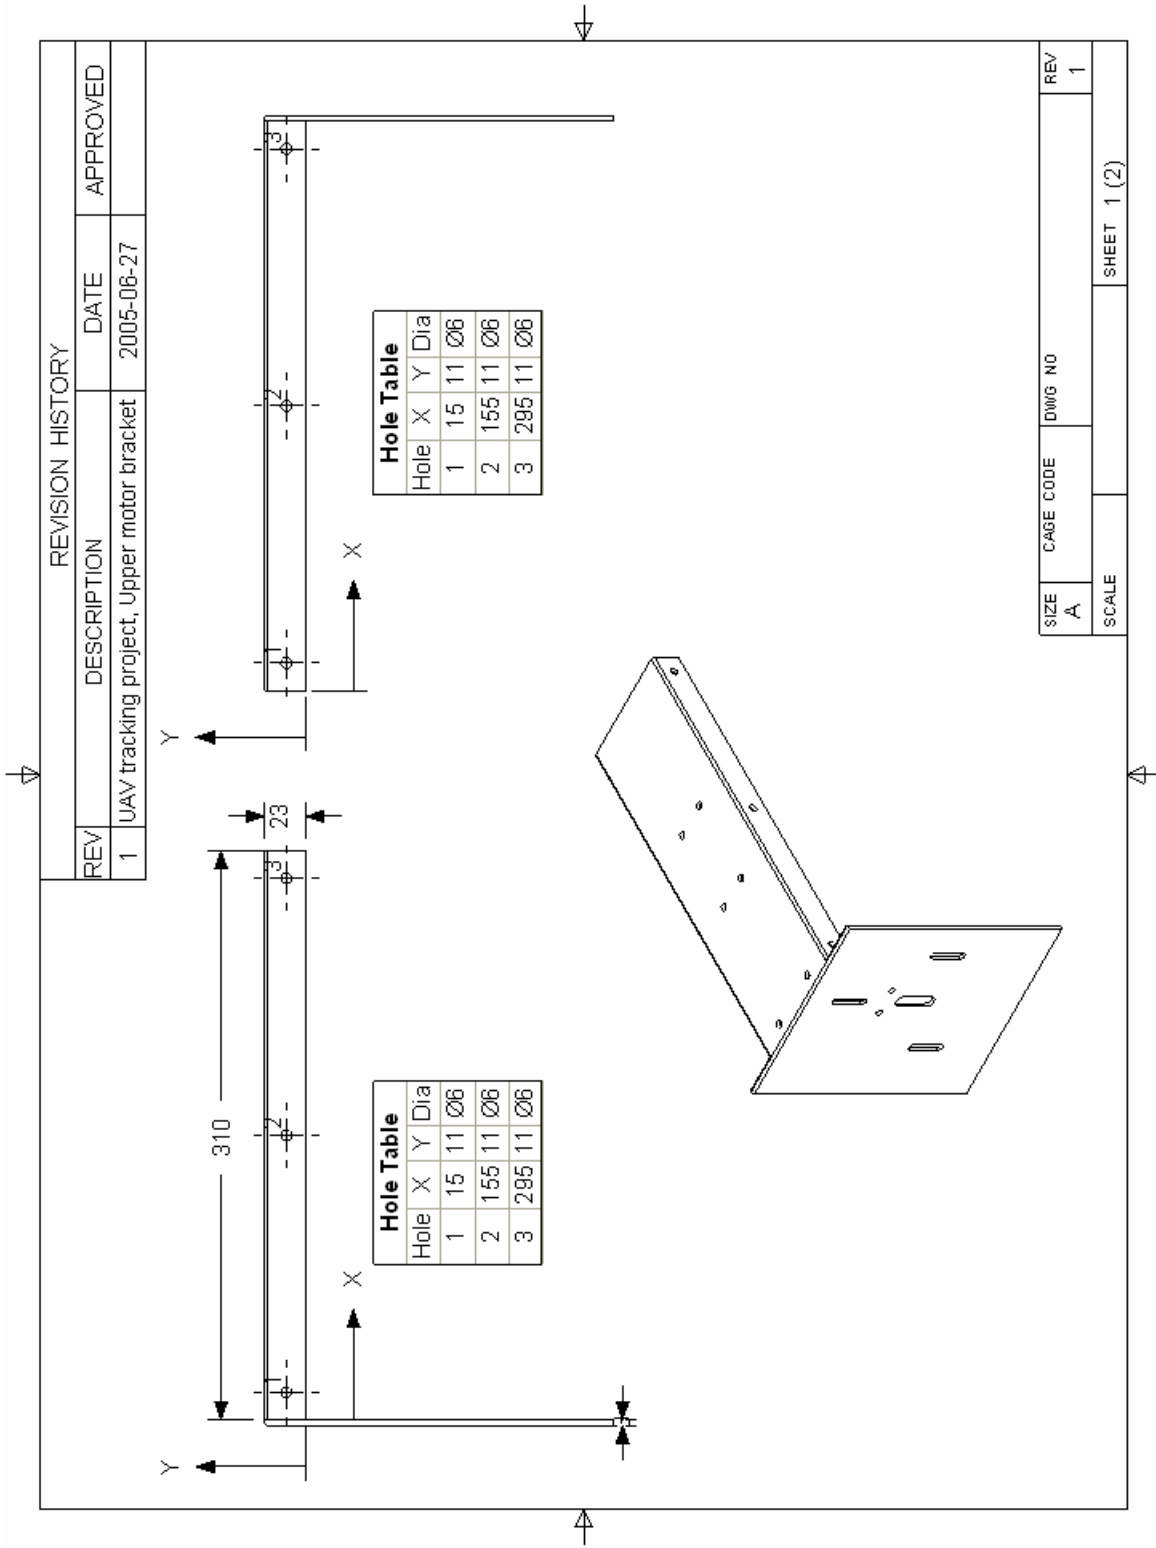 REVISION HISTORY
REV DESCRIPTION DATE APPROVED
1 UAV tracking project, Upper motor bracket 2005-06-27
310
23
Y
1 2 3
X
Y
1 2 3
X
Hole Table
Hole X Y Dia
1 15 11 Ø6
2 155 11 Ø6
3 295 11 Ø6
Hole Table
Hole X Y Dia
1 15 11 Ø6
2 155 11 Ø6
3 295 11 Ø6
SIZE A
CAGE CODE
DWG NO
REV 1
SCALE
SHEET 1 (2)